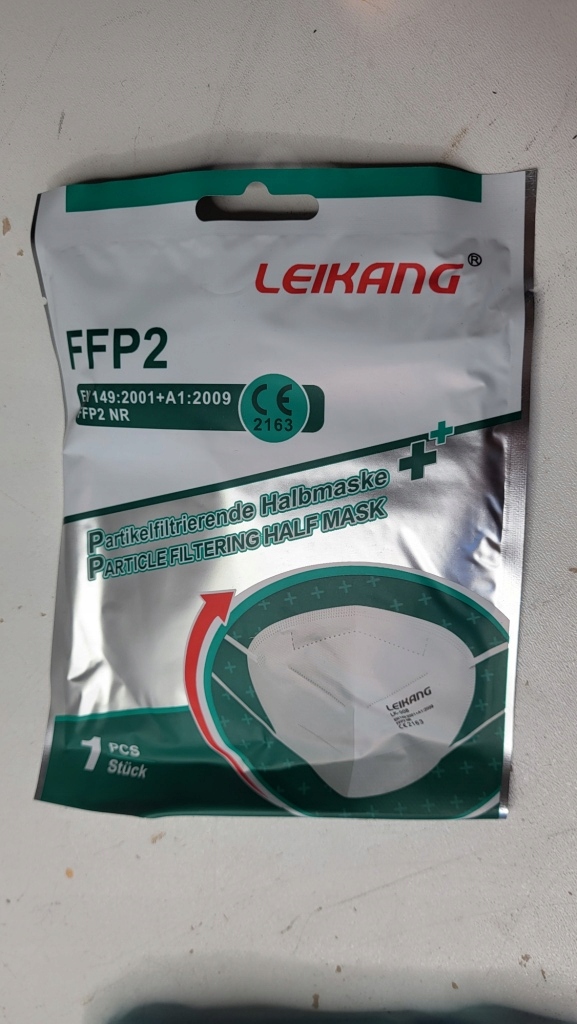 LEIKANG®
FFP2
EN149:2001+A1:2009
FFP2 NR
CE
2163
Partikelfiltrierende Halbmaske
PARTICLE FILTERING HALF MASK
LEIKANG
CE2163
1 PCS
Stück